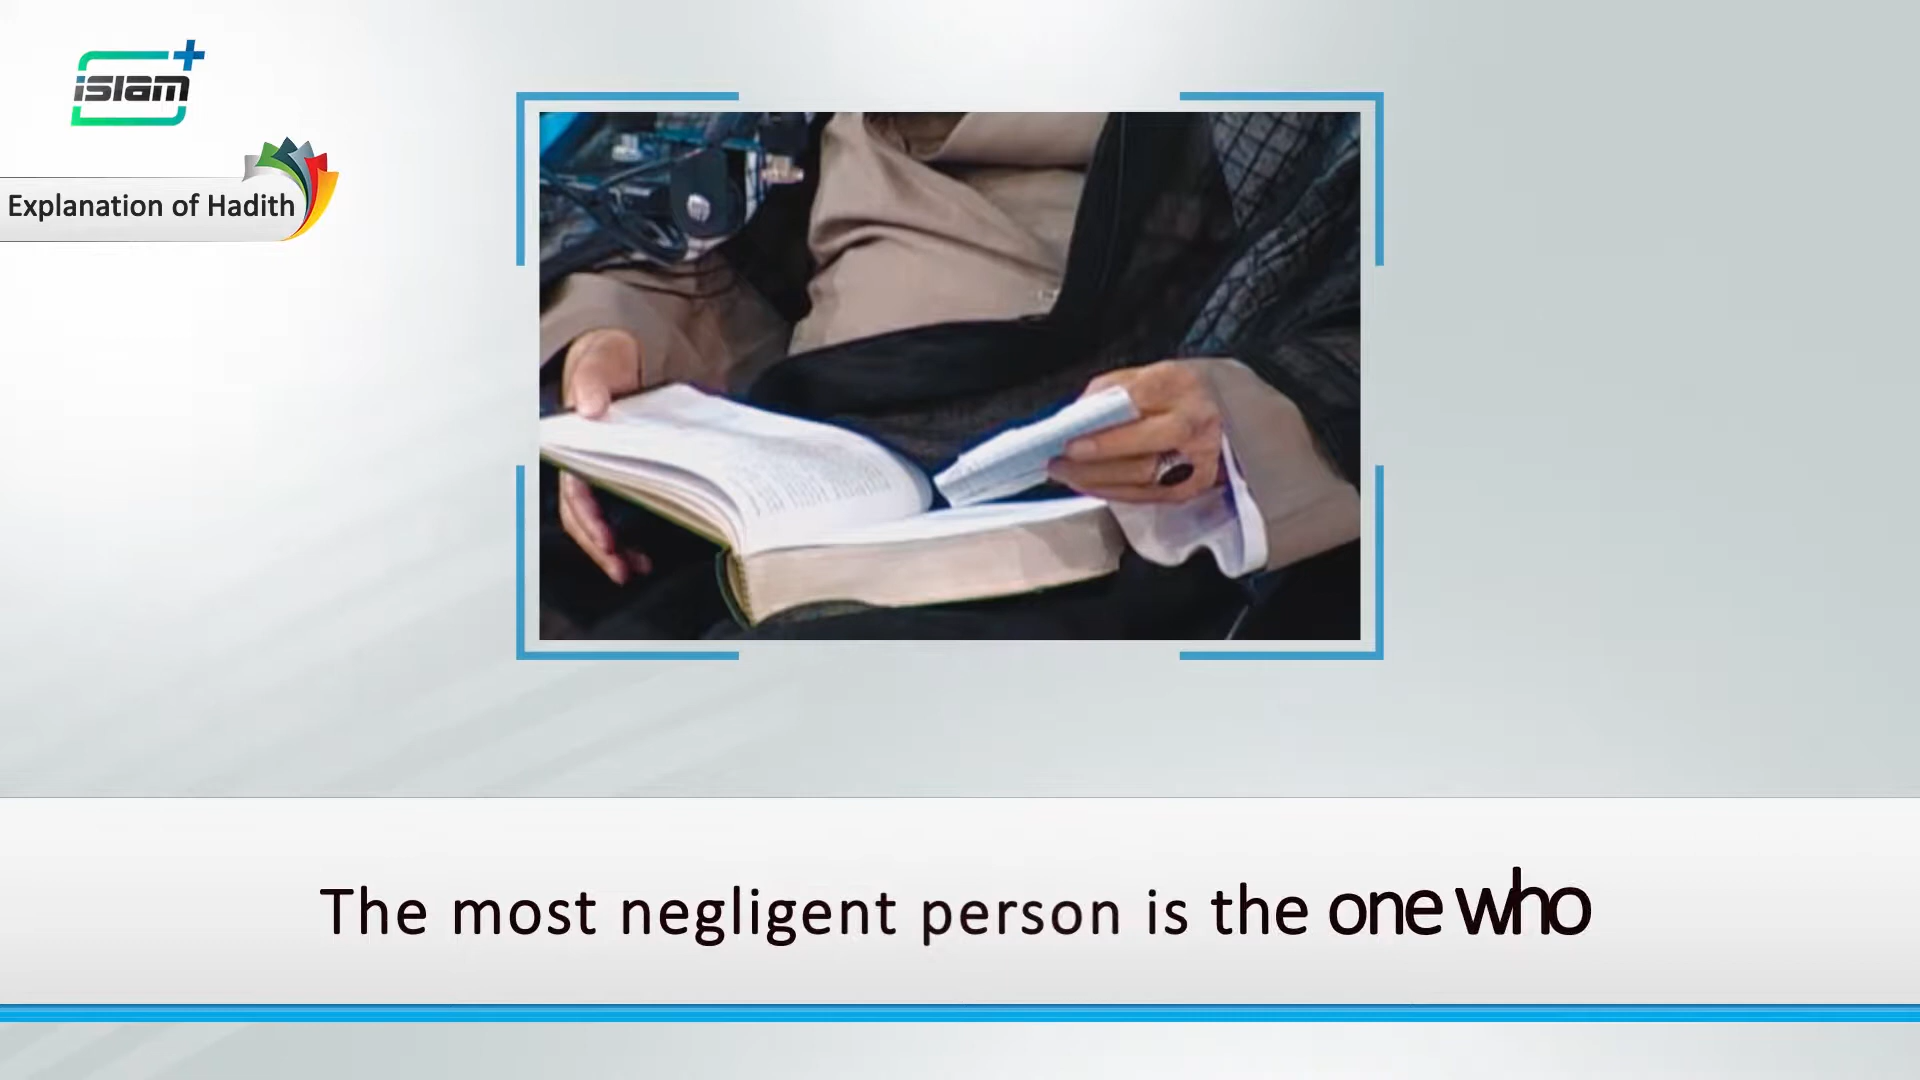 islam+
Explanation of Hadith
The most negligent person is the one who